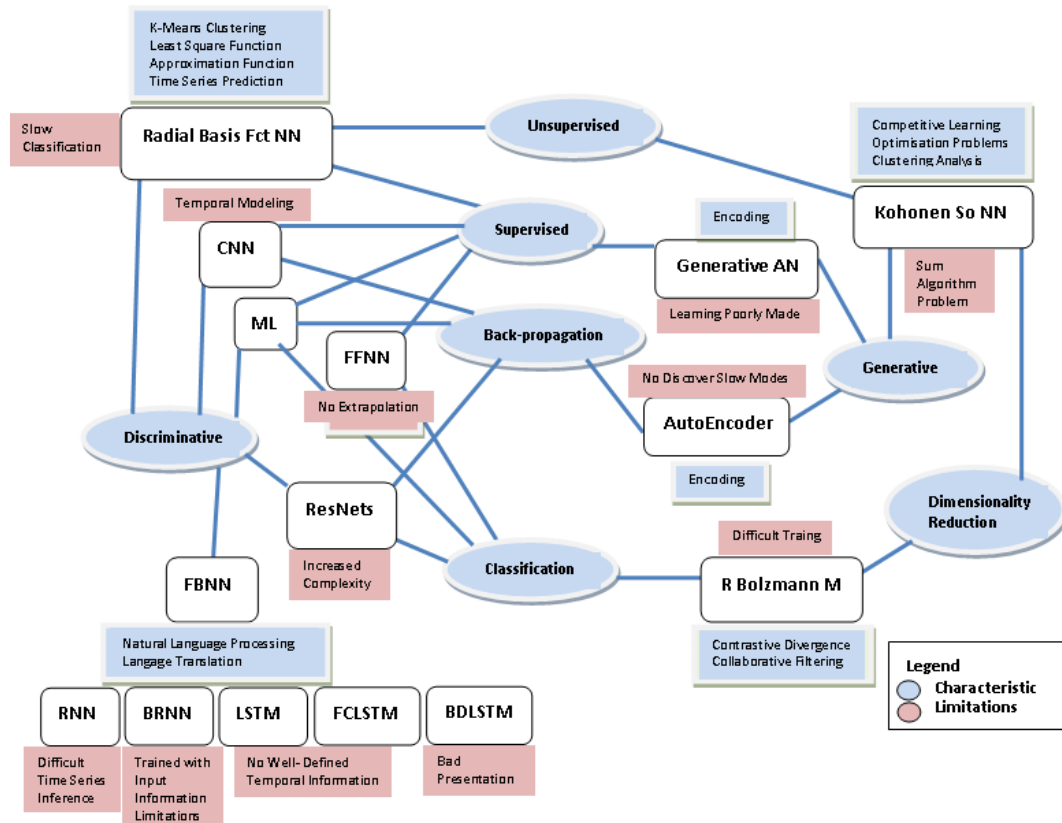 K-Means Clustering
Least Square Function
Approximation Function
Time Series Prediction
Slow
Classification
Radial Basis Fct NN
Unsupervised
Competitive Learning
Optimisation Problems
Clustering Analysis
Kohonen So NN
Sum
Algorithm
Problem
Temporal Modeling
CNN
Supervised
Encoding
Generative AN
Learning Poorly Made
ML
FFNN
No Extrapolation
Back-propagation
Generative
No Discover Slow Modes
AutoEncoder
Encoding
Discriminative
ResNets
Increased
Complexity
Classification
Dimensionality
Reduction
Difficult Traing
R Bolzmann M
Contrastive Divergence
Collaborative Filtering
FBNN
Natural Language Processing
Langage Translation
RNN
BRNN
LSTM
FCLSTM
BDLSTM
Difficult
Time Series
Inference
Trained with
Input
Information
Limitations
No Well- Defined
Temporal Information
Bad
Presentation
Legend
Characteristic
Limitations